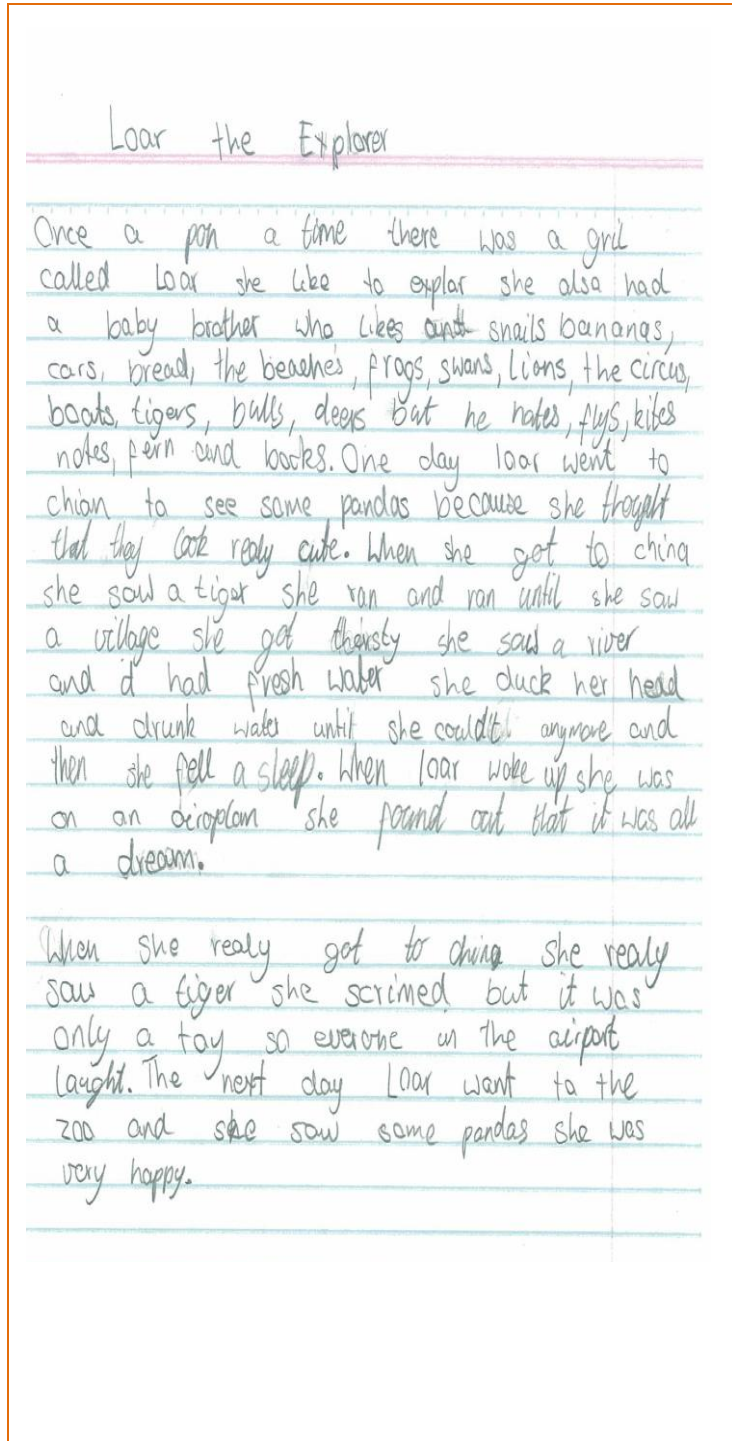 Loar the Explorer
Once a pon a time there was a gril
called Loar she like to explar she alsa had
a baby brother who likes snails bananas,
cars, bread, the beaches, frogs, swans, lions, the circus,
boats, tigers, bulls, deers but he hates, flys, kites
notes, fern and books. One day loar went to
chian to see some pandas because she thoght
that they look realy cute. When she got to china
she saw a tiger she ran and ran until she saw
a village she got thirsty she saw a river
and it had fresh water she duck her head
and drunk water until she could't anymore and
then she fell a sleep. When loar woke up she was
on an airoplan she found out that it was all
a dream.
When she realy got to china she realy
saw a tiger she scrimed but it was
only a toy so everone in the airport
laught. The next day Loar want to the
zoo and she saw some pandas she was
very happy.